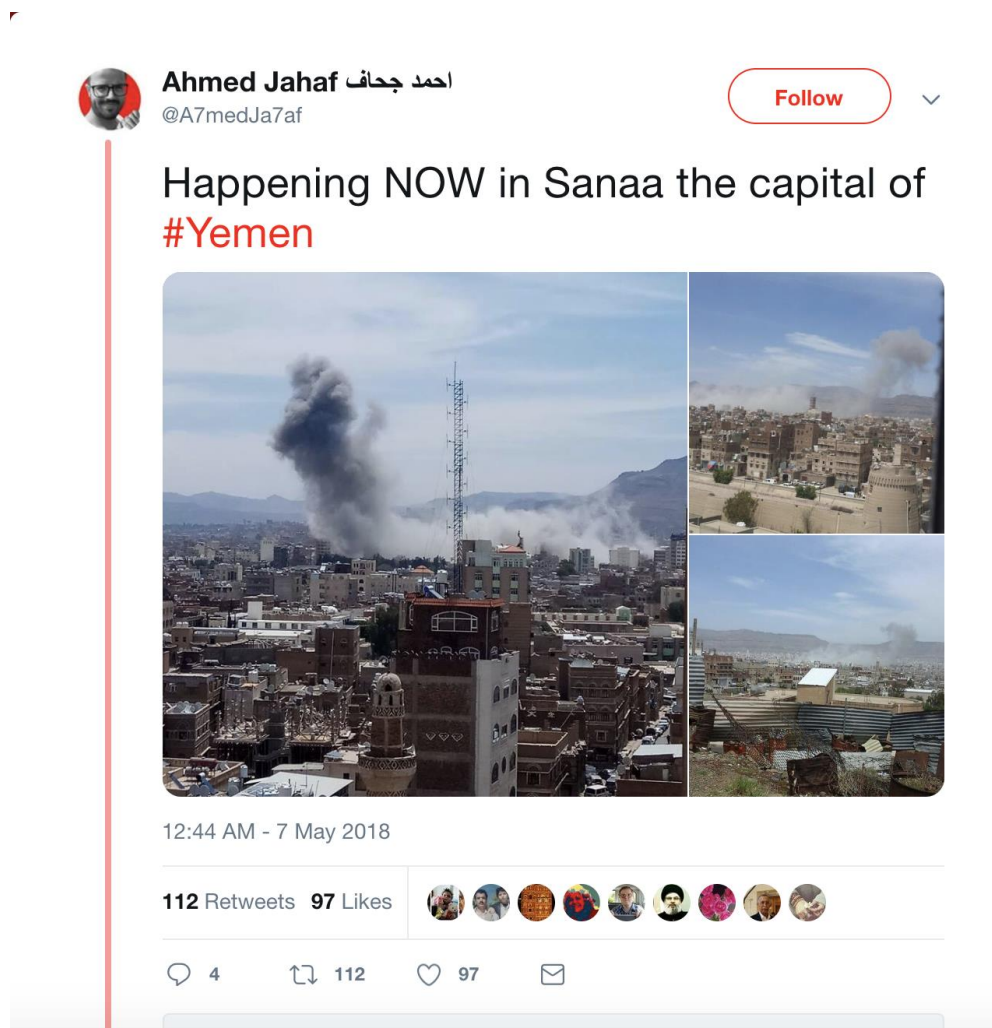 Ahmed Jahaf احمد جحاف
@A7medJa7af
Follow
Happening NOW in Sanaa the capital of
#Yemen
12:44 AM - 7 May 2018
112 Retweets 97 Likes
4 112 97